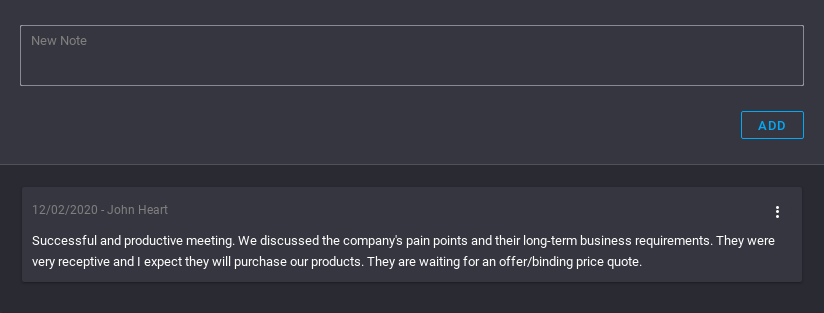 New Note
ADD
12/02/2020 - John Heart
Successful and productive meeting. We discussed the company's pain points and their long-term business requirements. They were
very receptive and I expect they will purchase our products. They are waiting for an offer/binding price quote.